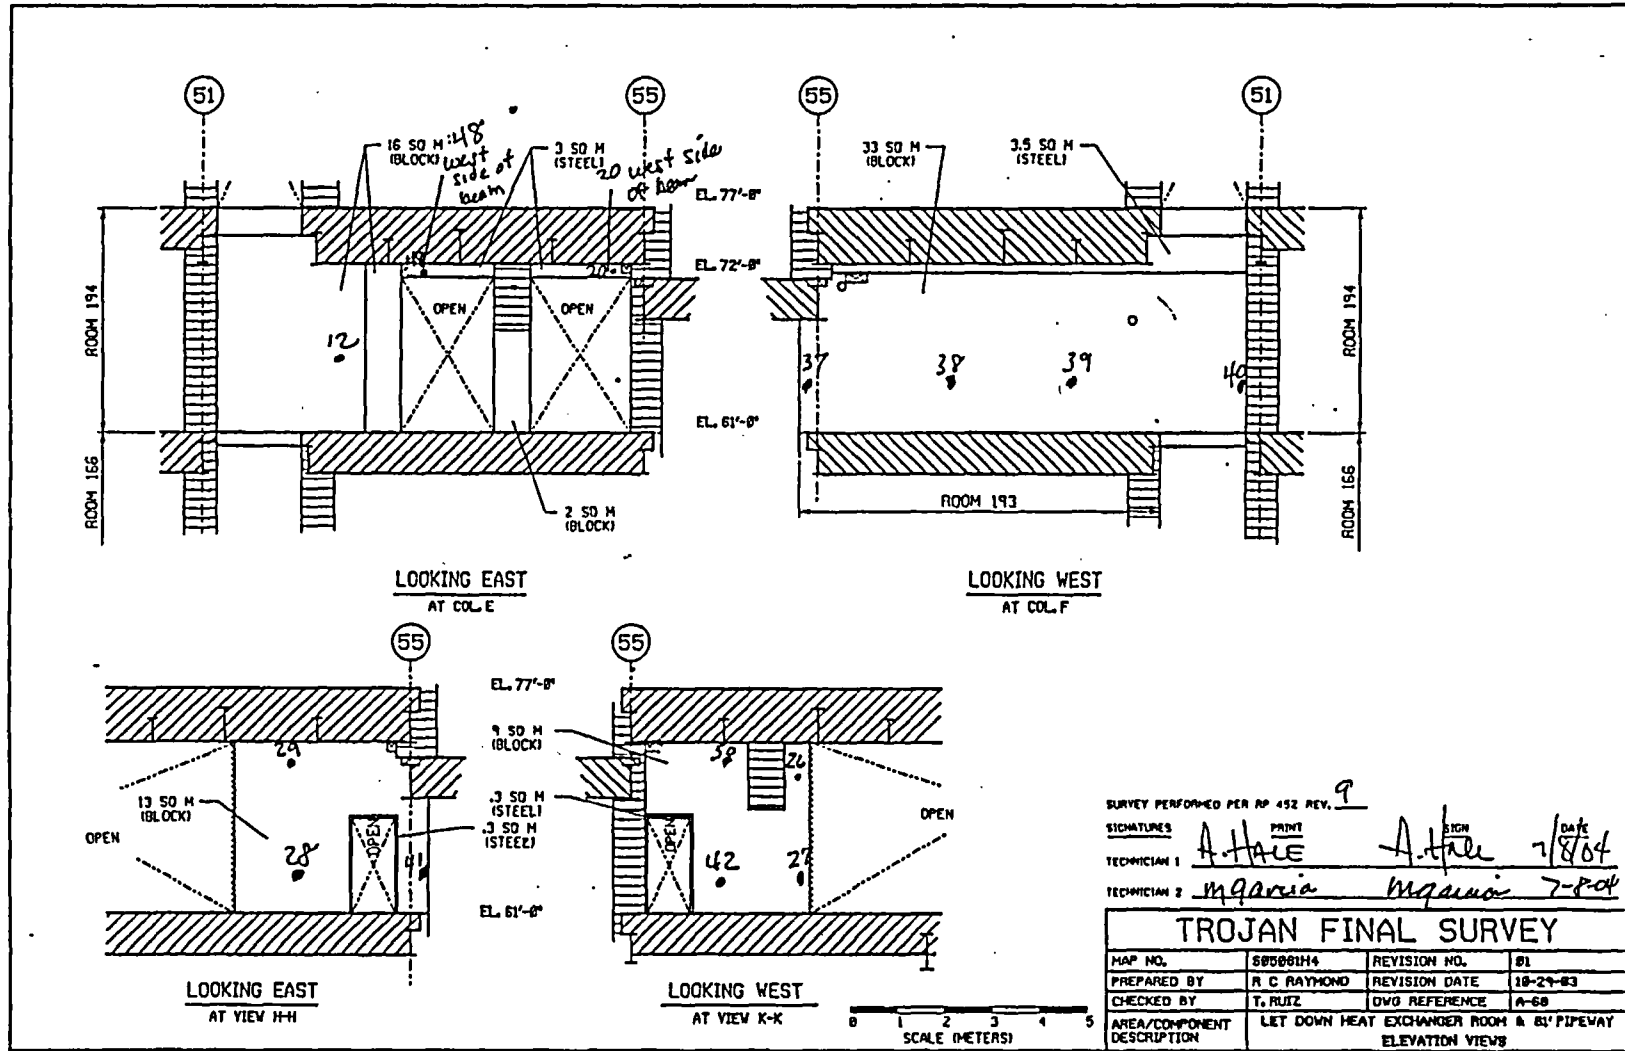 51
55
55
51
16 SQ M
(BLOCK)
:48
west
side of
beam
3 SQ M
(STEEL)
20 west side
of beam
EL. 77'-0"
33 SQ M
(BLOCK)
3.5 SQ M
(STEEL)
EL. 72'-0"
20
ROOM 194
OPEN
OPEN
ROOM 194
12
37
38
39
40
EL. 61'-0"
ROOM 166
2 SQ M
(BLOCK)
ROOM 193
ROOM 166
LOOKING EAST
AT COL. E
LOOKING WEST
AT COL. F
55
55
EL. 77'-0"
29
9 SQ M
(BLOCK)
26
13 SQ M
(BLOCK)
OPEN
.3 SQ M
(STEEL)
.3 SQ M
(STEEL)
OPEN
OPEN
OPEN
28
41
42
27
EL. 61'-0"
LOOKING EAST
AT VIEW H-H
LOOKING WEST
AT VIEW K-K
0 1 2 3 4 5
SCALE (METERS)
SURVEY PERFORMED PER RP 452 REV. 9
SIGNATURES PRINT SIGN DATE
TECHNICIAN 1 A. HALE A. Hale 7/8/04
TECHNICIAN 2 m garcia m garcia 7-8-04
TROJAN FINAL SURVEY
MAP NO. S05061H4 REVISION NO. 01
PREPARED BY R C RAYMOND REVISION DATE 10-29-03
CHECKED BY T. RUIZ DWG REFERENCE A-60
AREA/COMPONENT DESCRIPTION LET DOWN HEAT EXCHANGER ROOM & 61' PIPEWAY
ELEVATION VIEWS